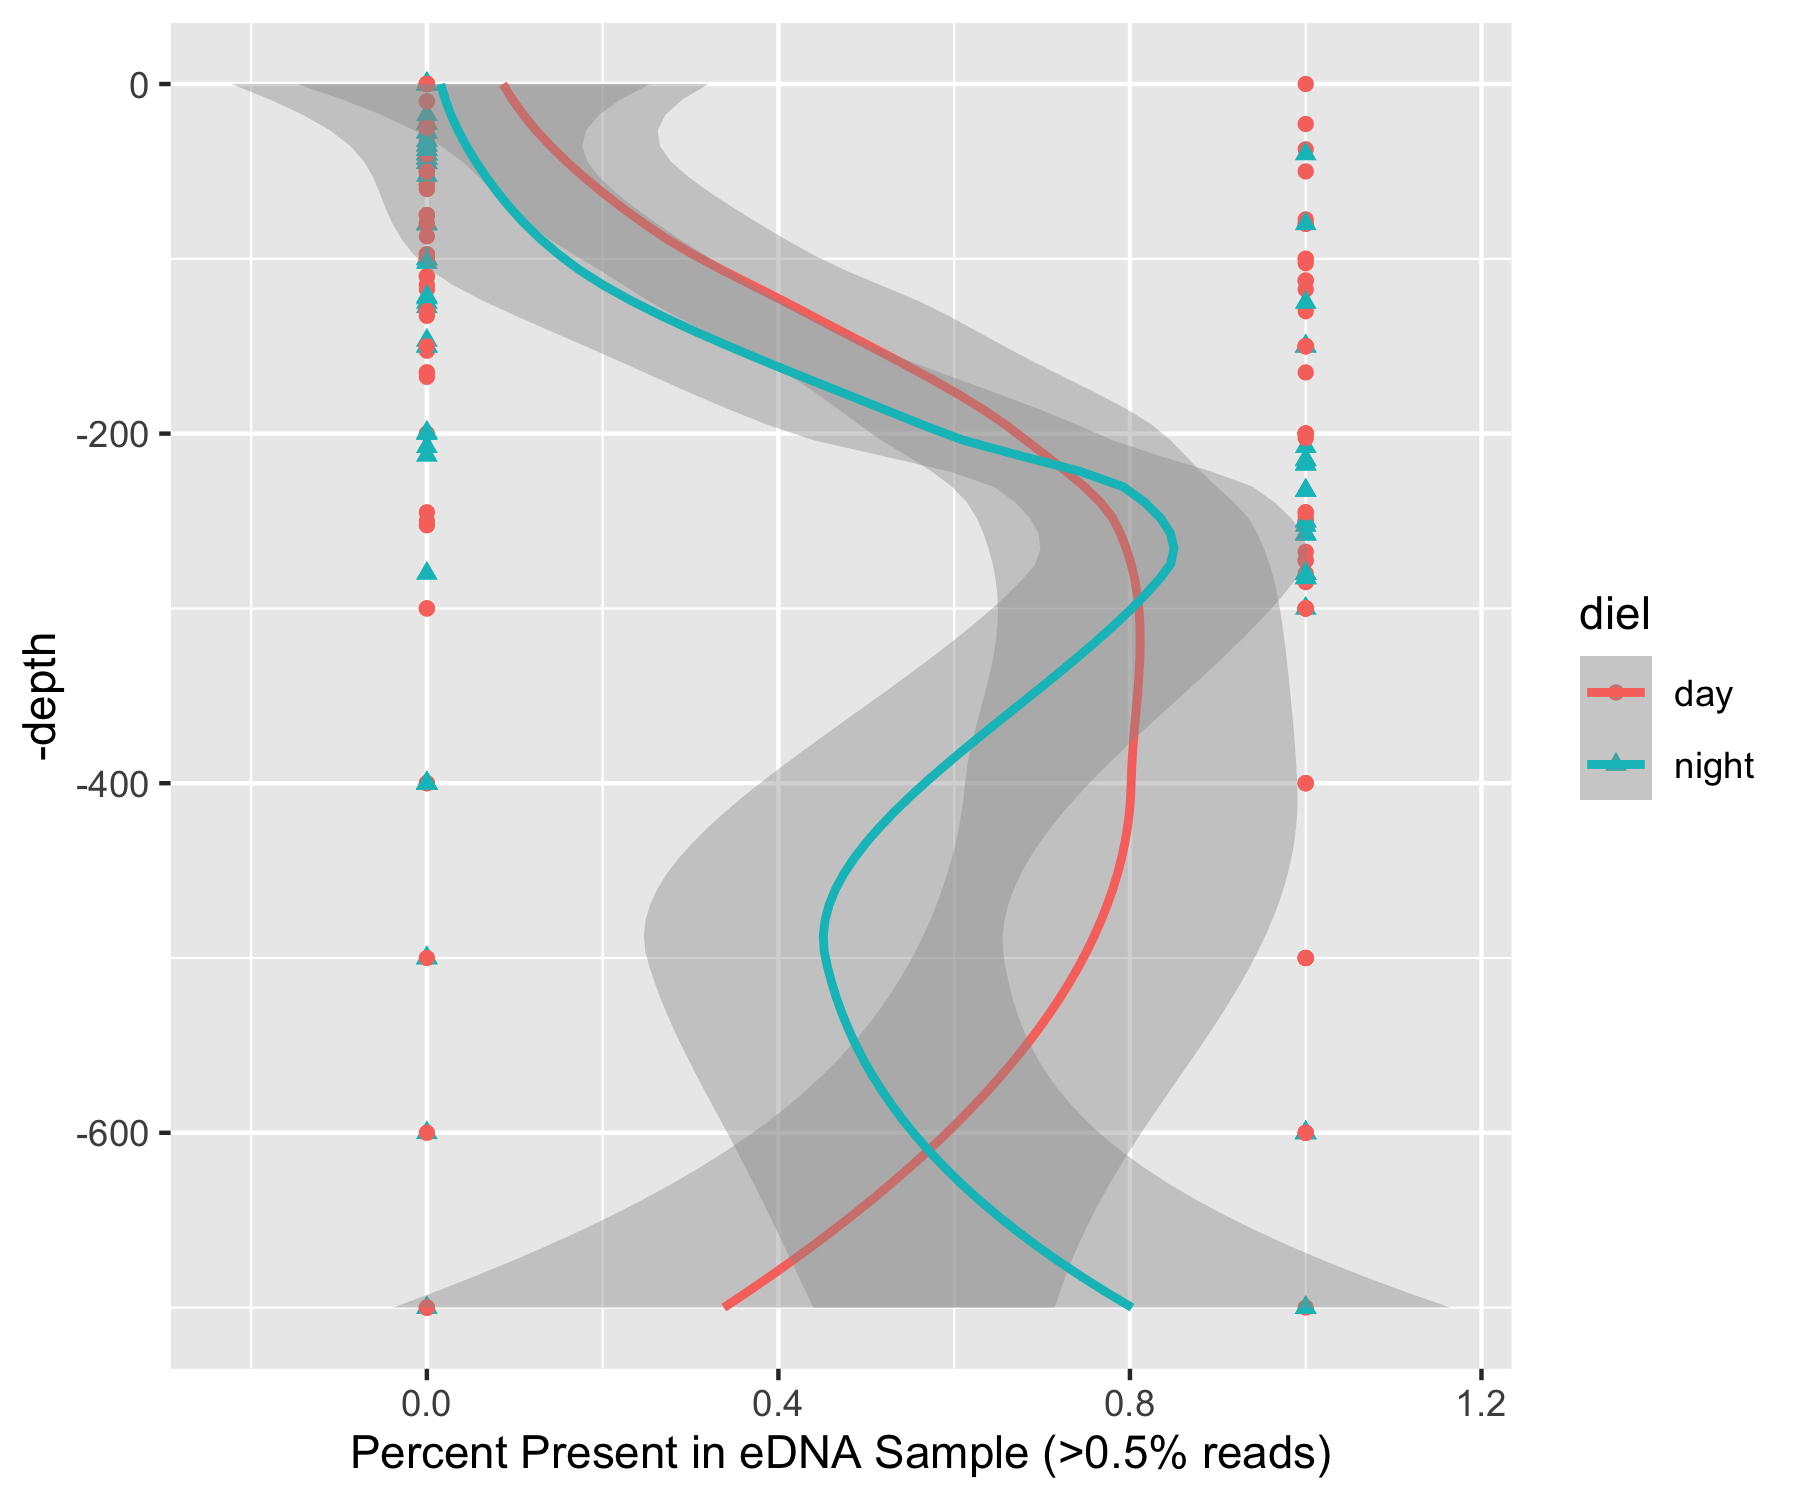 0
-200
-400
-600
-depth
0.0 0.4 0.8 1.2
Percent Present in eDNA Sample (>0.5% reads)
diel
day
night